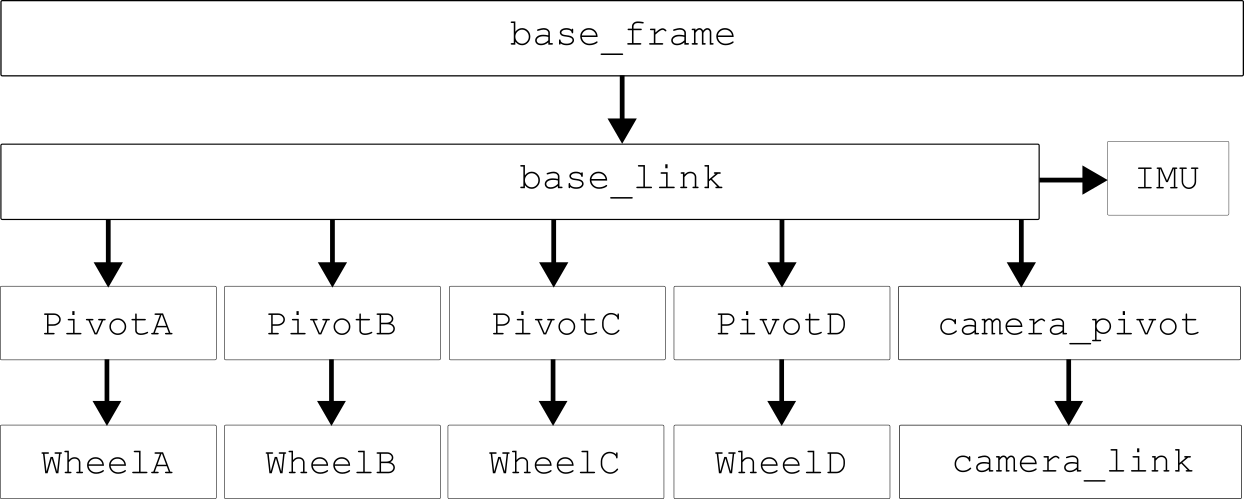 base_frame
base_link
IMU
PivotA
PivotB
PivotC
PivotD
camera_pivot
WheelA
WheelB
WheelC
WheelD
camera_link